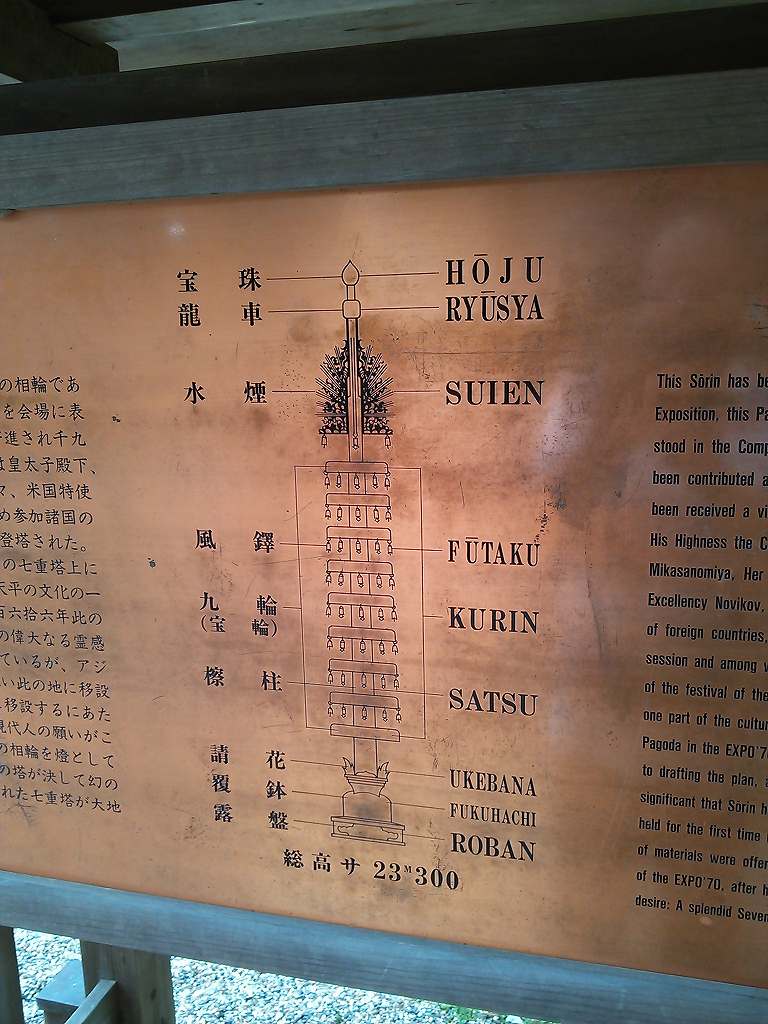 の相輪であ
を会場に表
進され千九
は皇太子殿下、
々、米国特使
め参加諸国の
登塔された。
の七重塔上に
天平の文化の一
百六拾六年此の
の偉大なる霊感
ているが、アジ
い此の地に移設
移設するにあた
現代人の願いがこ
の相輪を燈として
の塔が決して幻の
れた七重塔が大地
宝珠 HŌJU
龍車 RYŪSYA
水煙 SUIEN
風鐸 FŪTAKU
九輪 KURIN
(宝輪)
檫柱 SATSU
請花 UKEBANA
覆鉢 FUKUHACHI
露盤 ROBAN
総高サ 23M300
This Sōrin has be
Exposition, this Pa
stood in the Comp
been contributed a
been received a vi
His Highness the C
Mikasanomiya, Her
Excellency Novikov,
of foreign countries,
session and among v
of the festival of the
one part of the cultur
Pagoda in the EXPO'70
to drafting the plan, a
significant that Sōrin h
held for the first time i
of materials were offer
of the EXPO'70, after h
desire: A splendid Seven